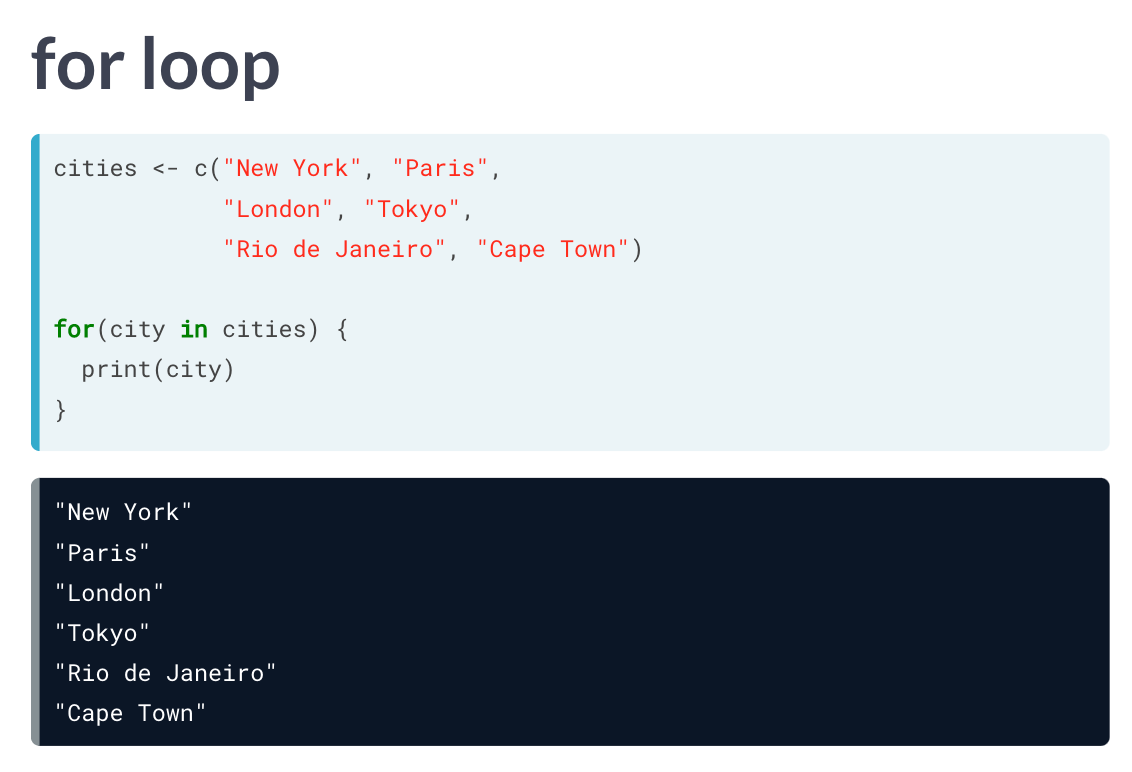 for loop
cities <- c("New York", "Paris",
            "London", "Tokyo",
            "Rio de Janeiro", "Cape Town")
for(city in cities) {
  print(city)
}
"New York"
"Paris"
"London"
"Tokyo"
"Rio de Janeiro"
"Cape Town"